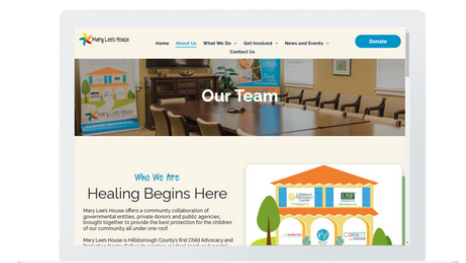 Mary Lee's House
Home About Us What We Do Get Involved News and Events
Contact Us
Donate
Mary Lee's House
Our Team
Who We Are
Healing Begins Here
Mary Lee's House offers a community collaboration of
governmental entities, private donors and public agencies,
brought together to provide the best protection for the children
of our community all under one roof!
Mary Lee's House is Hillsborough County's first Child Advocacy and